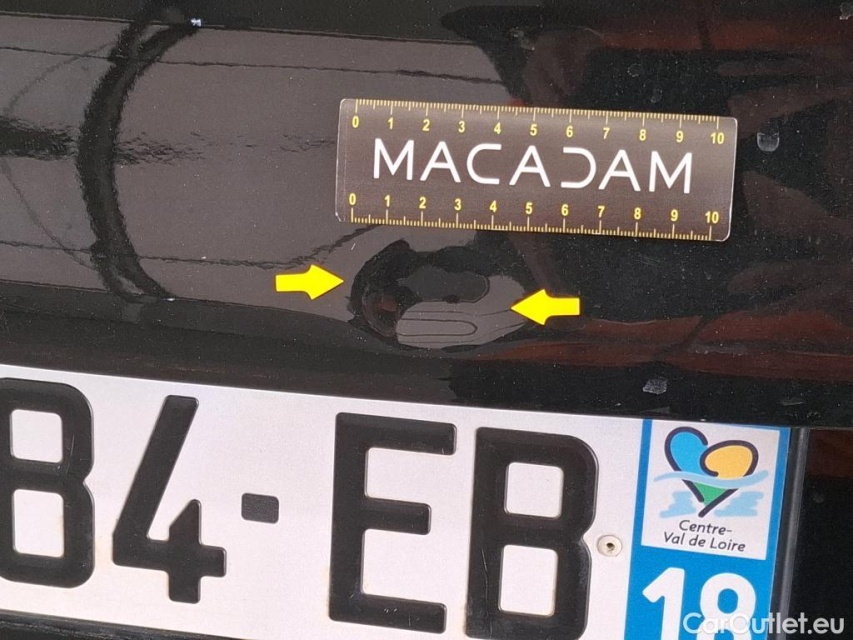 0 1 2 3 4 5 6 7 8 9 10
MACADAM
0 1 2 3 4 5 6 7 8 9 10
84-EB
Centre-
Val de Loire
18
CarOutlet.eu